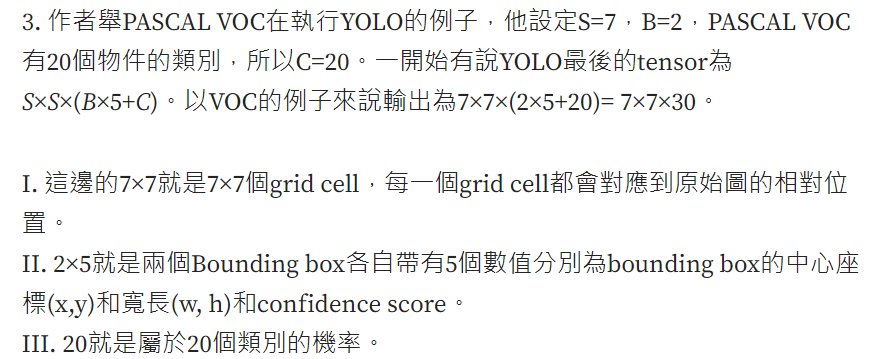 3. 作者舉PASCAL VOC在執行YOLO的例子，他設定S=7，B=2，PASCAL VOC
有20個物件的類別，所以C=20。一開始有說YOLO最後的tensor為
S×S×(B×5+C)。以VOC的例子來說輸出為7×7×(2×5+20)= 7×7×30。
I. 這邊的7×7就是7×7個grid cell，每一個grid cell都會對應到原始圖的相對位
置。
II. 2×5就是兩個Bounding box各自帶有5個數值分別為bounding box的中心座
標(x,y)和寬長(w, h)和confidence score。
III. 20就是屬於20個類別的機率。